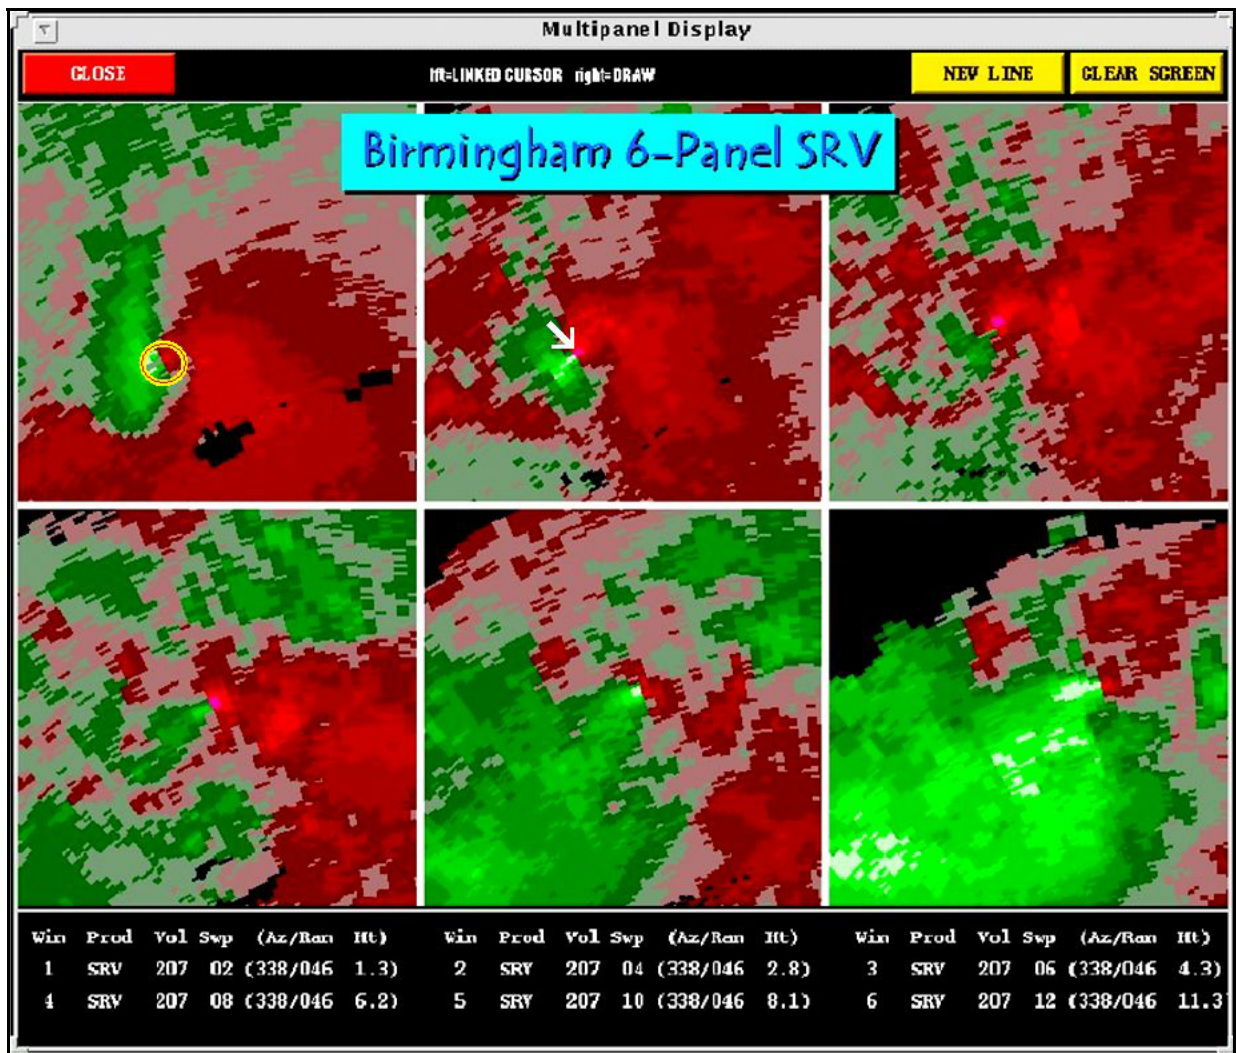 Multipanel Display
CLOSE lft=LINKED CURSOR right=DRAW NEW LINE CLEAR SCREEN
Birmingham 6-Panel SRV
Win Prod Vol Swp (Az/Ran Ht) Win Prod Vol Swp (Az/Ran Ht) Win Prod Vol Swp (Az/Ran Ht)
1 SRV 207 02 (338/046 1.3) 2 SRV 207 04 (338/046 2.8) 3 SRV 207 06 (338/046 4.3)
4 SRV 207 08 (338/046 6.2) 5 SRV 207 10 (338/046 8.1) 6 SRV 207 12 (338/046 11.3